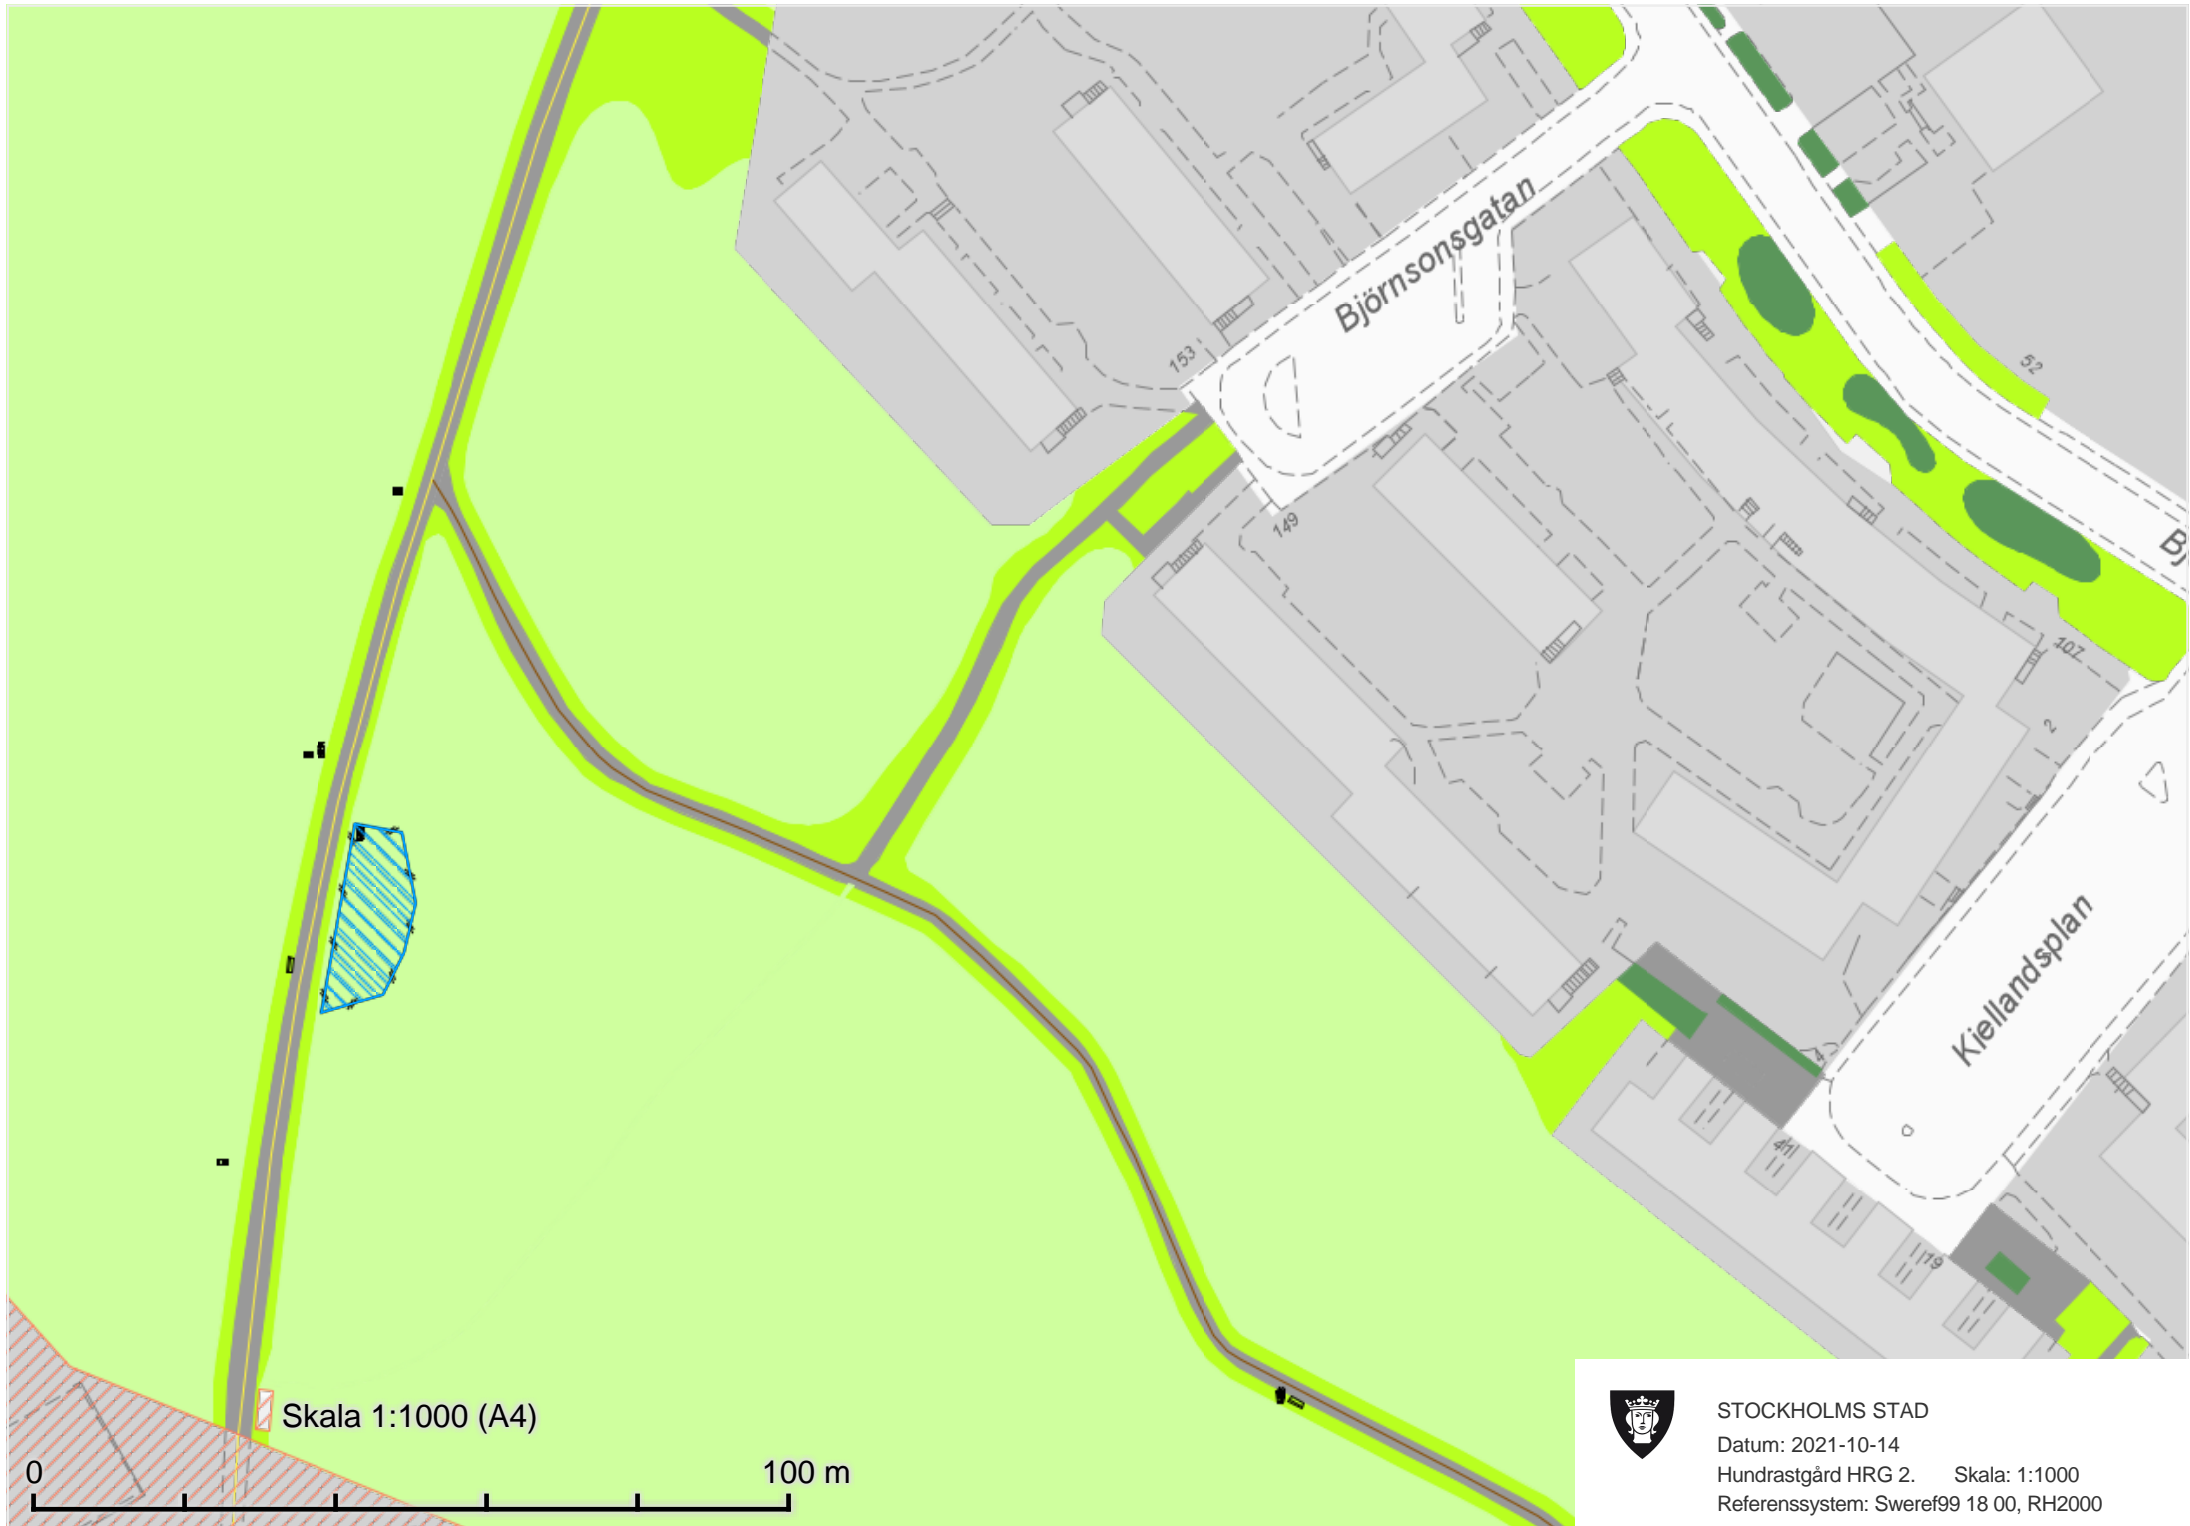 Björnsonsgatan
153
149
52
Bj
107
2
Kiellandsplan
4
41
19
Skala 1:1000 (A4)
0
100 m
STOCKHOLMS STAD
Datum: 2021-10-14
Hundrastgård HRG 2. Skala: 1:1000
Referenssystem: Sweref99 18 00, RH2000